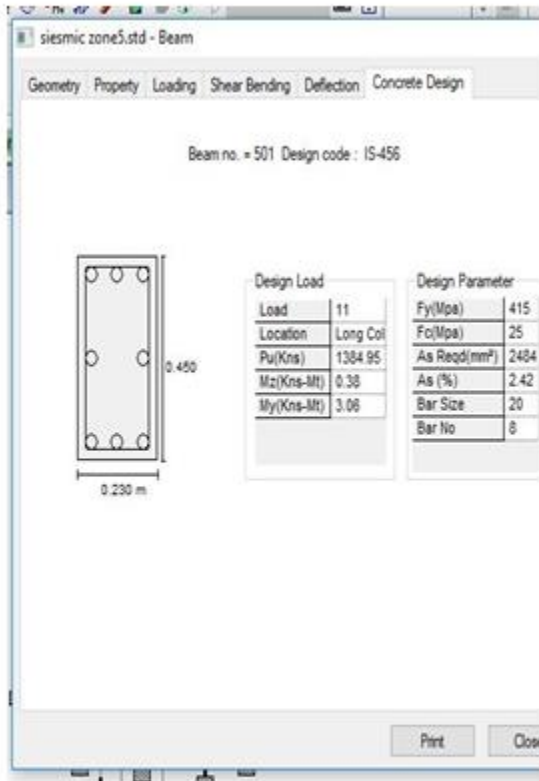 siesmic zone5.std - Beam
Geometry Property Loading Shear Bending Deflection Concrete Design
Beam no. = 501 Design code : IS-456
0.450
0.230 m
Design Load
Load 11
Location Long Col
Pu(Kns) 1384.95
Mz(Kns-Mt) 0.38
My(Kns-Mt) 3.06
Design Parameter
Fy(Mpa) 415
Fc(Mpa) 25
As Reqd(mm²) 2484
As (%) 2.42
Bar Size 20
Bar No 8
Print Close